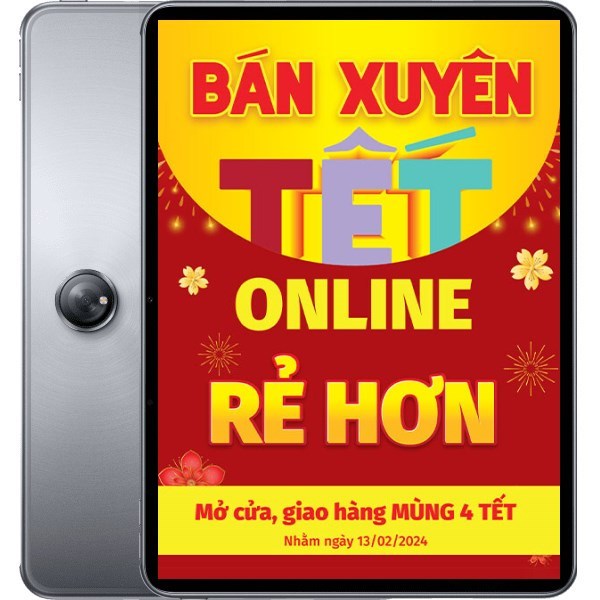 BÁN XUYÊN
TẾT
ONLINE
RẺ HƠN
Mở cửa, giao hàng MÙNG 4 TẾT
Nhằm ngày 13/02/2024